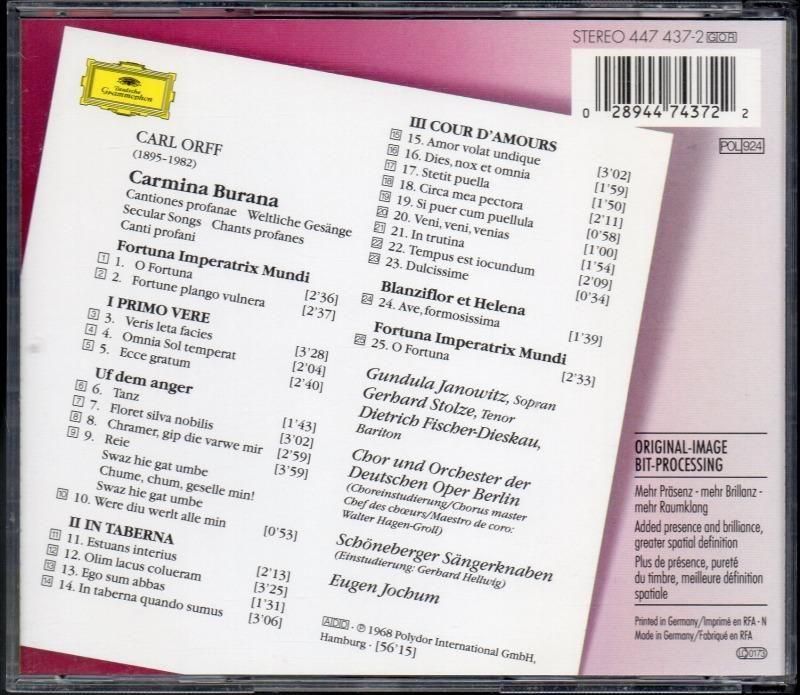 STEREO 447 437-2 GOR
0 28944 74372 2
POL 924
Deutsche
Grammophon
CARL ORFF
(1895-1982)
Carmina Burana
Cantiones profanae Weltliche Gesänge
Secular Songs Chants profanes
Canti profani
Fortuna Imperatrix Mundi
1 1. O Fortuna [2'36]
2 2. Fortune plango vulnera [2'37]
I PRIMO VERE
3 3. Veris leta facies [3'28]
4 4. Omnia Sol temperat [2'04]
5 5. Ecce gratum [2'40]
Uf dem anger
6 6. Tanz [1'43]
7 7. Floret silva nobilis [3'02]
8 8. Chramer, gip die varwe mir [2'59]
9 9. Reie [3'59]
Swaz hie gat umbe
Chume, chum, geselle min!
Swaz hie gat umbe
10 10. Were diu werlt alle min [0'53]
II IN TABERNA
11 11. Estuans interius [2'13]
12 12. Olim lacus colueram [3'25]
13 13. Ego sum abbas [1'31]
14 14. In taberna quando sumus [3'06]
III COUR D'AMOURS
15 15. Amor volat undique [3'02]
16 16. Dies, nox et omnia [1'59]
17 17. Stetit puella [1'50]
18 18. Circa mea pectora [2'11]
19 19. Si puer cum puellula [0'58]
20 20. Veni, veni, venias [1'00]
21 21. In trutina [1'54]
22 22. Tempus est iocundum [2'09]
23 23. Dulcissime [0'34]
Blanziflor et Helena
24 24. Ave, formosissima [1'39]
Fortuna Imperatrix Mundi
25 25. O Fortuna [2'33]
Gundula Janowitz, Sopran
Gerhard Stolze, Tenor
Dietrich Fischer-Dieskau,
Bariton
Chor und Orchester der
Deutschen Oper Berlin
(Choreinstudierung/Chorus master
Chef des chœurs/Maestro de coro:
Walter Hagen-Groll)
Schöneberger Sängerknaben
(Einstudierung: Gerhard Hellwig)
Eugen Jochum
ADD · ℗ 1968 Polydor International GmbH,
Hamburg · [56'15]
ORIGINAL-IMAGE
BIT-PROCESSING
Mehr Präsenz - mehr Brillanz -
mehr Raumklang
Added presence and brilliance,
greater spatial definition
Plus de présence, pureté
du timbre, meilleure définition
spatiale
Printed in Germany/Imprimé en RFA - N
Made in Germany/Fabriqué en RFA
LC 0173